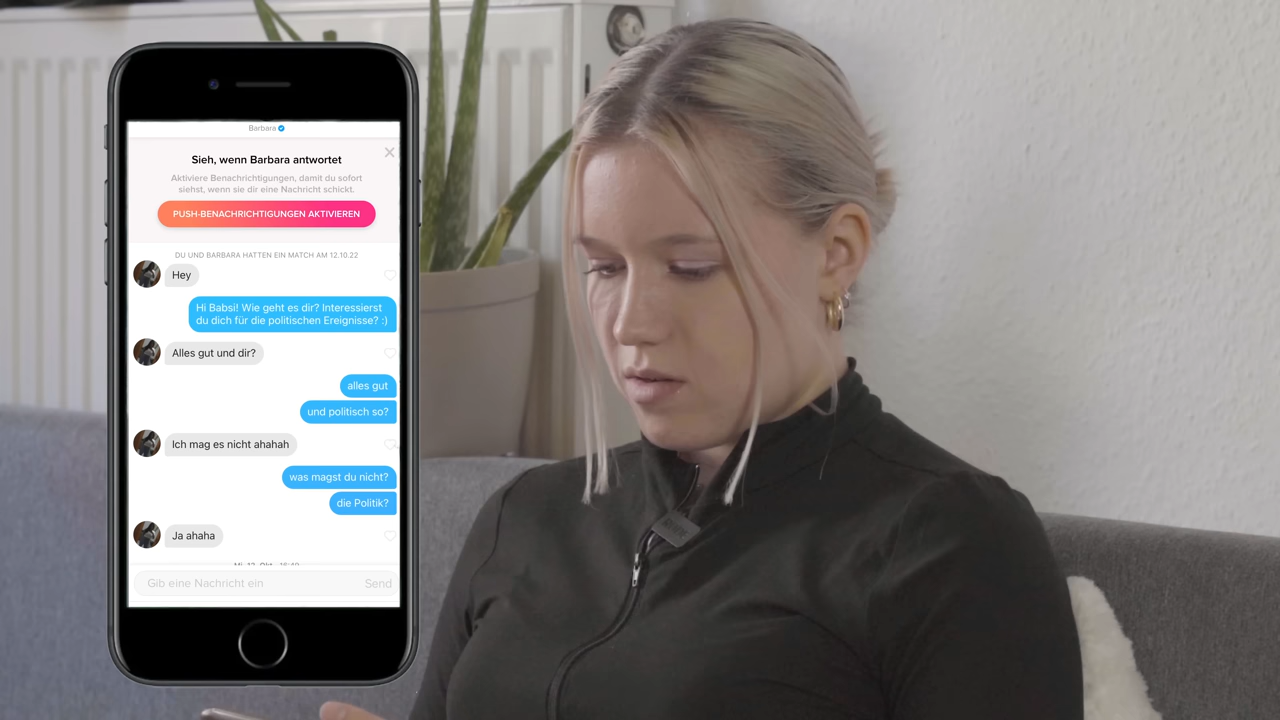 Barbara
Sieh, wenn Barbara antwortet
Aktiviere Benachrichtigungen, damit du sofort
siehst, wenn sie dir eine Nachricht schickt.
PUSH-BENACHRICHTIGUNGEN AKTIVIEREN
DU UND BARBARA HATTEN EIN MATCH AM 12.10.22
Hey
Hi Babsi! Wie geht es dir? Interessierst
du dich für die politischen Ereignisse? :)
Alles gut und dir?
alles gut
und politisch so?
Ich mag es nicht ahahah
was magst du nicht?
die Politik?
Ja ahaha
Gib eine Nachricht ein
Send